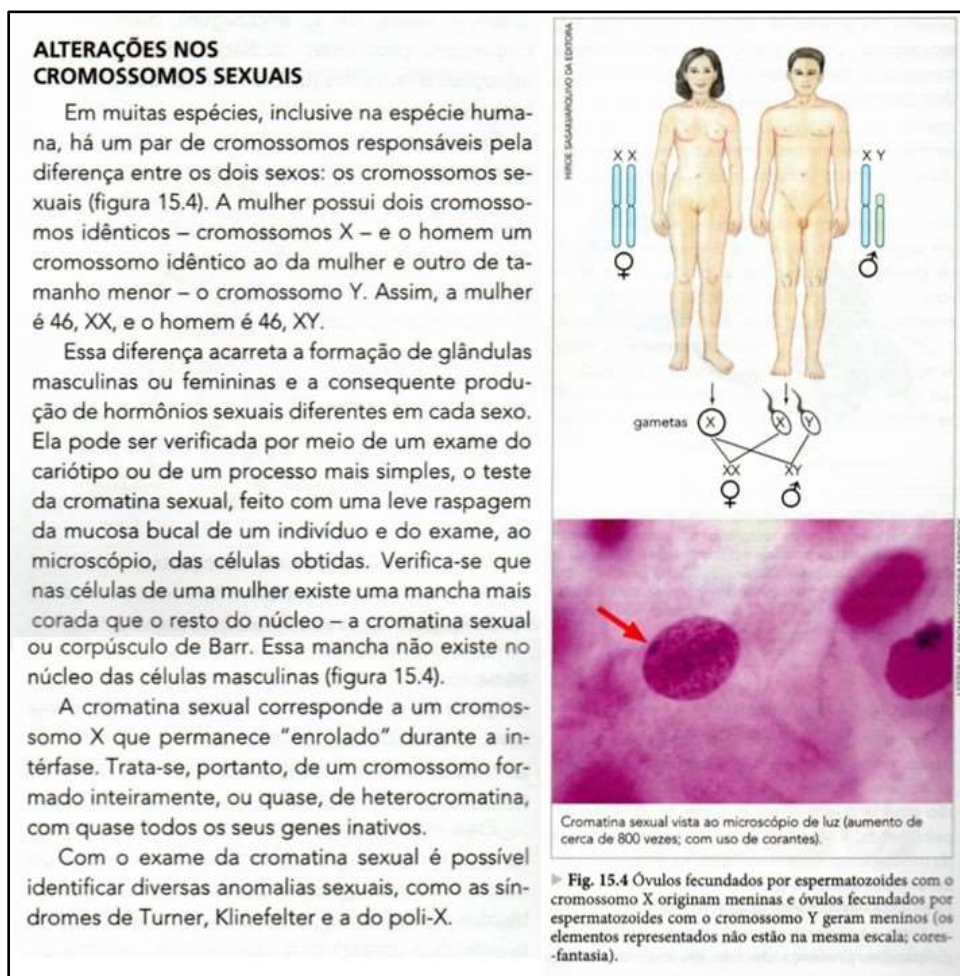 ALTERAÇÕES NOS
CROMOSSOMOS SEXUAIS
Em muitas espécies, inclusive na espécie huma-
na, há um par de cromossomos responsáveis pela
diferença entre os dois sexos: os cromossomos se-
xuais (figura 15.4). A mulher possui dois cromosso-
mos idênticos – cromossomos X – e o homem um
cromossomo idêntico ao da mulher e outro de ta-
manho menor – o cromossomo Y. Assim, a mulher
é 46, XX, e o homem é 46, XY.
Essa diferença acarreta a formação de glândulas
masculinas ou femininas e a consequente produ-
ção de hormônios sexuais diferentes em cada sexo.
Ela pode ser verificada por meio de um exame do
cariótipo ou de um processo mais simples, o teste
da cromatina sexual, feito com uma leve raspagem
da mucosa bucal de um indivíduo e do exame, ao
microscópio, das células obtidas. Verifica-se que
nas células de uma mulher existe uma mancha mais
corada que o resto do núcleo – a cromatina sexual
ou corpúsculo de Barr. Essa mancha não existe no
núcleo das células masculinas (figura 15.4).
A cromatina sexual corresponde a um cromos-
somo X que permanece "enrolado" durante a in-
térfase. Trata-se, portanto, de um cromossomo for-
mado inteiramente, ou quase, de heterocromatina,
com quase todos os seus genes inativos.
Com o exame da cromatina sexual é possível
identificar diversas anomalias sexuais, como as sín-
dromes de Turner, Klinefelter e a do poli-X.
HIROE SASAKI/ARQUIVO DA EDITORA
X X
♀
X Y
♂
gametas X X Y
XX XY
♀ ♂
Cromatina sexual vista ao microscópio de luz (aumento de
cerca de 800 vezes; com uso de corantes).
Fig. 15.4 Óvulos fecundados por espermatozoides com o
cromossomo X originam meninas e óvulos fecundados por
espermatozoides com o cromossomo Y geram meninos (os
elementos representados não estão na mesma escala; cores-
-fantasia).